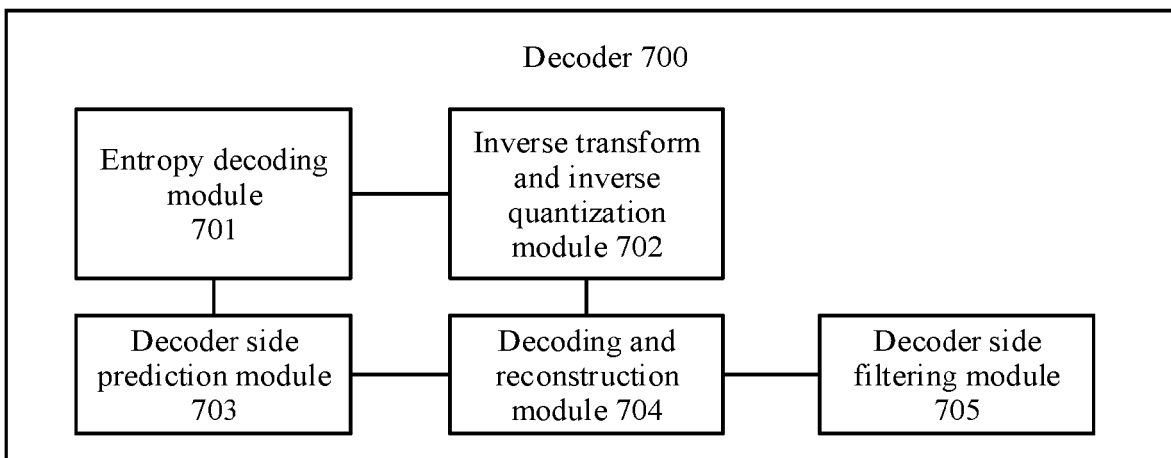 Decoder 700
Entropy decoding
module
701
Inverse transform
and inverse
quantization
module 702
Decoder side
prediction module
703
Decoding and
reconstruction
module 704
Decoder side
filtering module
705